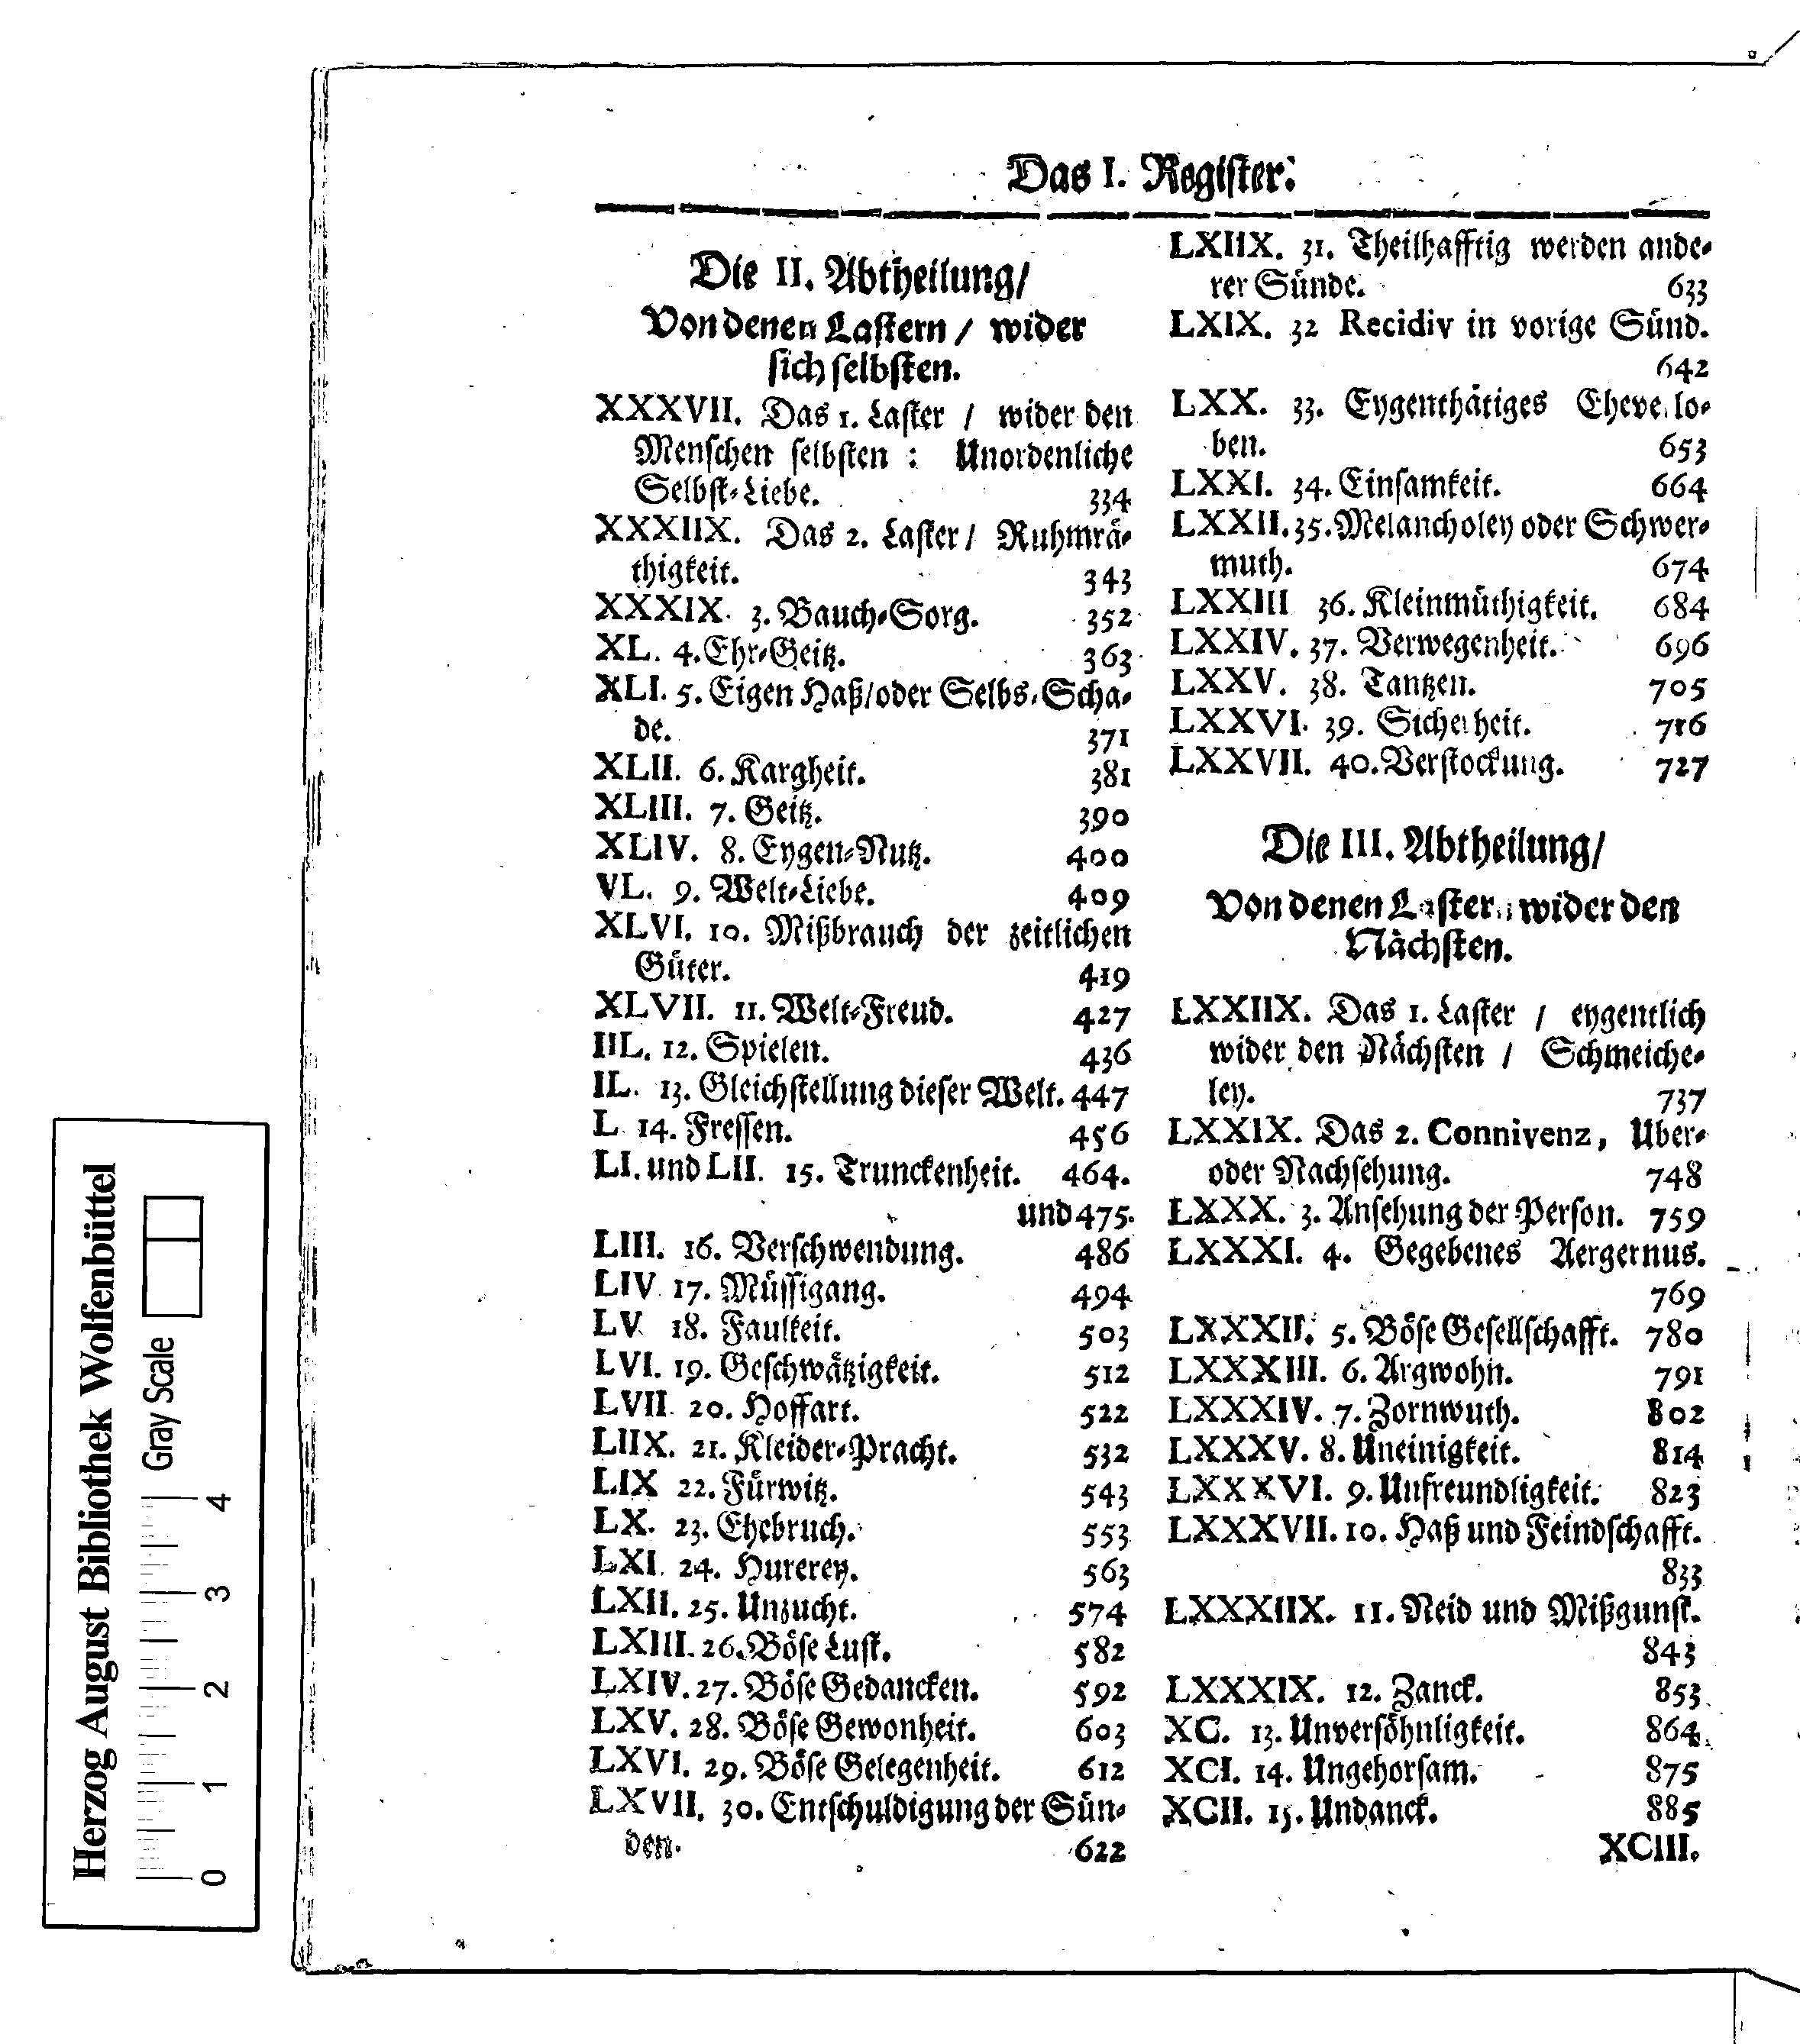 Das I. Register.
Die II. Abtheilung/
Von denen Lastern / wider
sich selbsten.
XXXVII. Das 1. Laster / wider den
Menschen selbsten : Unordenliche
Selbst-Liebe. 334
XXXIIX. Das 2. Laster / Ruhmrä-
thigkeit. 343
XXXIX. 3. Bauch-Sorg. 352
XL. 4. Ehr-Geitz. 363
XLI. 5. Eigen Haß/oder Selbs-Scha-
de. 371
XLII. 6. Kargheit. 381
XLIII. 7. Geitz. 390
XLIV. 8. Eygen-Nutz. 400
VL. 9. Welt-Liebe. 409
XLVI. 10. Mißbrauch der zeitlichen
Güter. 419
XLVII. 11. Welt-Freud. 427
IIL. 12. Spielen. 436
IL. 13. Gleichstellung dieser Welt. 447
L 14. Fressen. 456
LI. und LII. 15. Trunckenheit. 464.
und 475.
LIII. 16. Verschwendung. 486
LIV 17. Müssigang. 494
LV 18. Faulkeit. 503
LVI. 19. Geschwätzigkeit. 512
LVII 20. Hoffart. 522
LIIX. 21. Kleider-Pracht. 532
LIX 22. Fürwitz. 543
LX. 23. Ehebruch. 553
LXI. 24. Hurerey. 563
LXII. 25. Unzucht. 574
LXIII. 26. Böse Lust. 582
LXIV. 27. Böse Gedancken. 592
LXV. 28. Böse Gewonheit. 603
LXVI. 29. Böse Gelegenheit. 612
LXVII. 30. Entschuldigung der Sün-
den. 622
LXIIX. 31. Theilhafftig werden ande-
rer Sünde. 633
LXIX. 32 Recidiv in vorige Sünd.
642
LXX. 33. Eygenthätiges Eheverlo-
ben. 653
LXXI. 34. Einsamkeit. 664
LXXII. 35. Melancholey oder Schwer-
muth. 674
LXXIII 36. Kleinmüthigkeit. 684
LXXIV. 37. Verwegenheit. 696
LXXV. 38. Tantzen. 705
LXXVI. 39. Sicherheit. 716
LXXVII. 40. Verstockung. 727
Die III. Abtheilung/
Von denen Lastern wider den
Nächsten.
LXXIIX. Das 1. Laster / eygentlich
wider den Nächsten / Schmeiche-
ley. 737
LXXIX. Das 2. Connivenz, Uber-
oder Nachsehung. 748
LXXX. 3. Ansehung der Person. 759
LXXXI. 4. Gegebenes Aergernus.
769
LXXXII. 5. Böse Gesellschafft. 780
LXXXIII. 6. Argwohn. 791
LXXXIV. 7. Zornwuth. 802
LXXXV. 8. Uneinigkeit. 814
LXXXVI. 9. Unfreundligkeit. 823
LXXXVII. 10. Haß und Feindschafft.
833
LXXXIIX. 11. Neid und Mißgunst.
843
LXXXIX. 12. Zanck. 853
XC. 13. Unversöhnligkeit. 864
XCI. 14. Ungehorsam. 875
XCII. 15. Undanck. 885
XCIII.
Herzog August Bibliothek Wolfenbüttel
Gray Scale
0 1 2 3 4